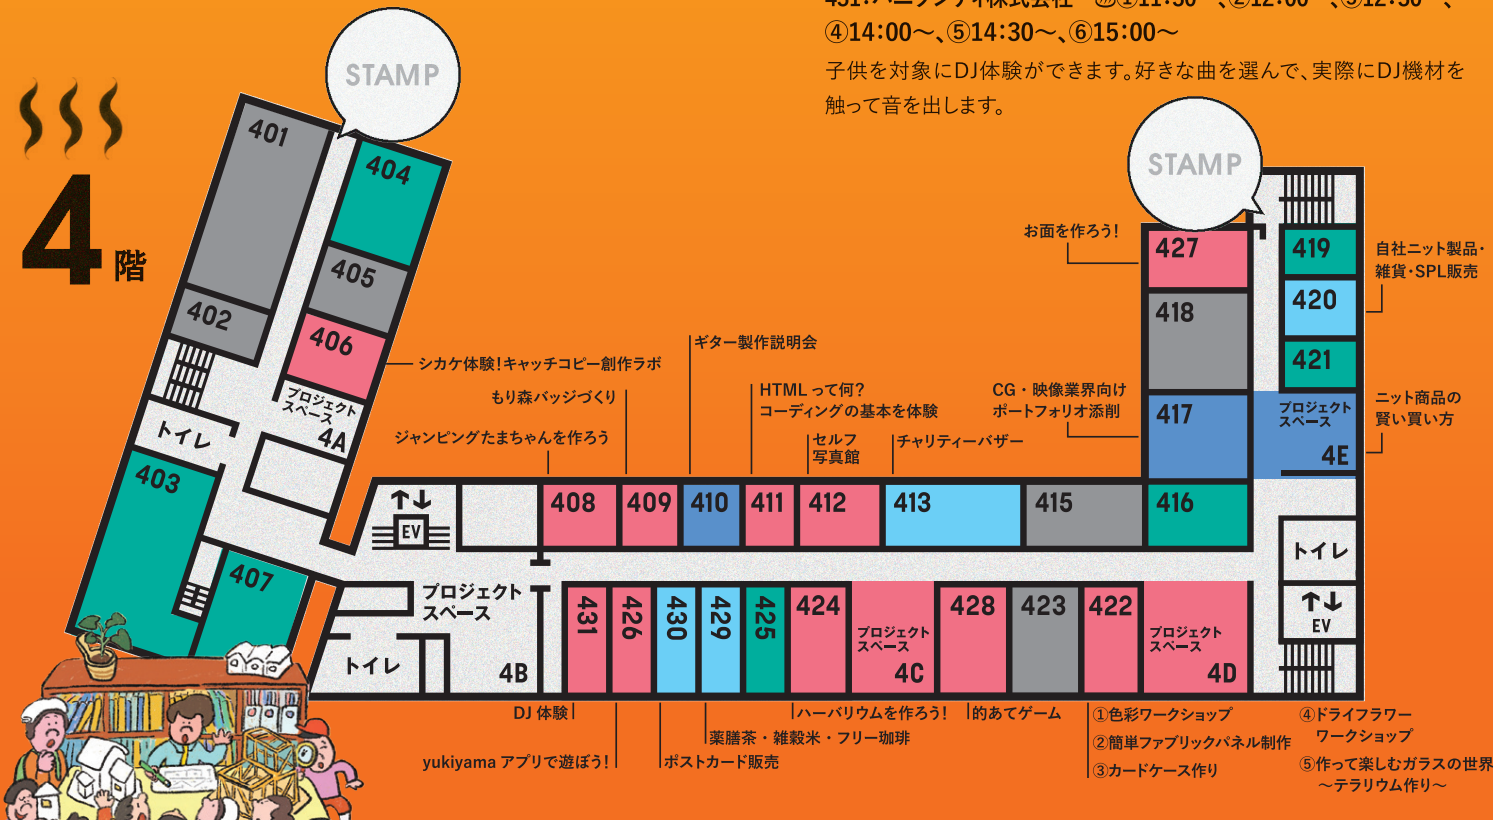 ④14:00～、⑤14:30～、⑥15:00～
子供を対象にDJ体験ができます。好きな曲を選んで、実際にDJ機材を
触って音を出します。
STAMP
STAMP
4階
401
404
405
402
406
プロジェクト
スペース
4A
トイレ
403
407
シカケ体験！キャッチコピー創作ラボ
もり森バッジづくり
ジャンピングたまちゃんを作ろう
ギター製作説明会
HTML って何？
コーディングの基本を体験
セルフ
写真館
チャリティーバザー
CG・映像業界向け
ポートフォリオ添削
お面を作ろう！
427
418
417
416
419
420
421
プロジェクト
スペース
4E
自社ニット製品・
雑貨・SPL販売
ニット商品の
賢い買い方
EV
408
409
410
411
412
413
415
トイレ
EV
プロジェクト
スペース
4B
トイレ
431
426
430
429
425
424
プロジェクト
スペース
4C
428
423
422
プロジェクト
スペース
4D
DJ 体験
yukiyama アプリで遊ぼう！
ポストカード販売
薬膳茶・雑穀米・フリー珈琲
ハーバリウムを作ろう！
的あてゲーム
①色彩ワークショップ
②簡単ファブリックパネル制作
③カードケース作り
④ドライフラワー
ワークショップ
⑤作って楽しむガラスの世界
～テラリウム作り～